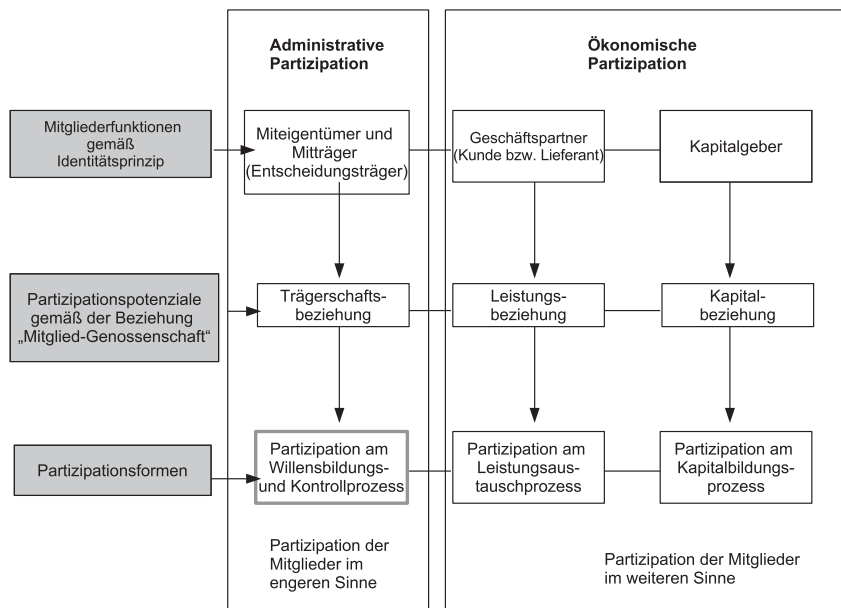 Administrative
Partizipation
Ökonomische
Partizipation
Mitgliederfunktionen
gemäß
Identitätsprinzip
Miteigentümer und
Mitträger
(Entscheidungsträger)
Geschäftspartner
(Kunde bzw. Lieferant)
Kapitalgeber
Partizipationspotenziale
gemäß der Beziehung
„Mitglied-Genossenschaft“
Trägerschafts-
beziehung
Leistungs-
beziehung
Kapital-
beziehung
Partizipationsformen
Partizipation am
Willensbildungs-
und Kontrollprozess
Partizipation am
Leistungsaus-
tauschprozess
Partizipation am
Kapitalbildungs-
prozess
Partizipation der
Mitglieder im
engeren Sinne
Partizipation der Mitglieder
im weiteren Sinne